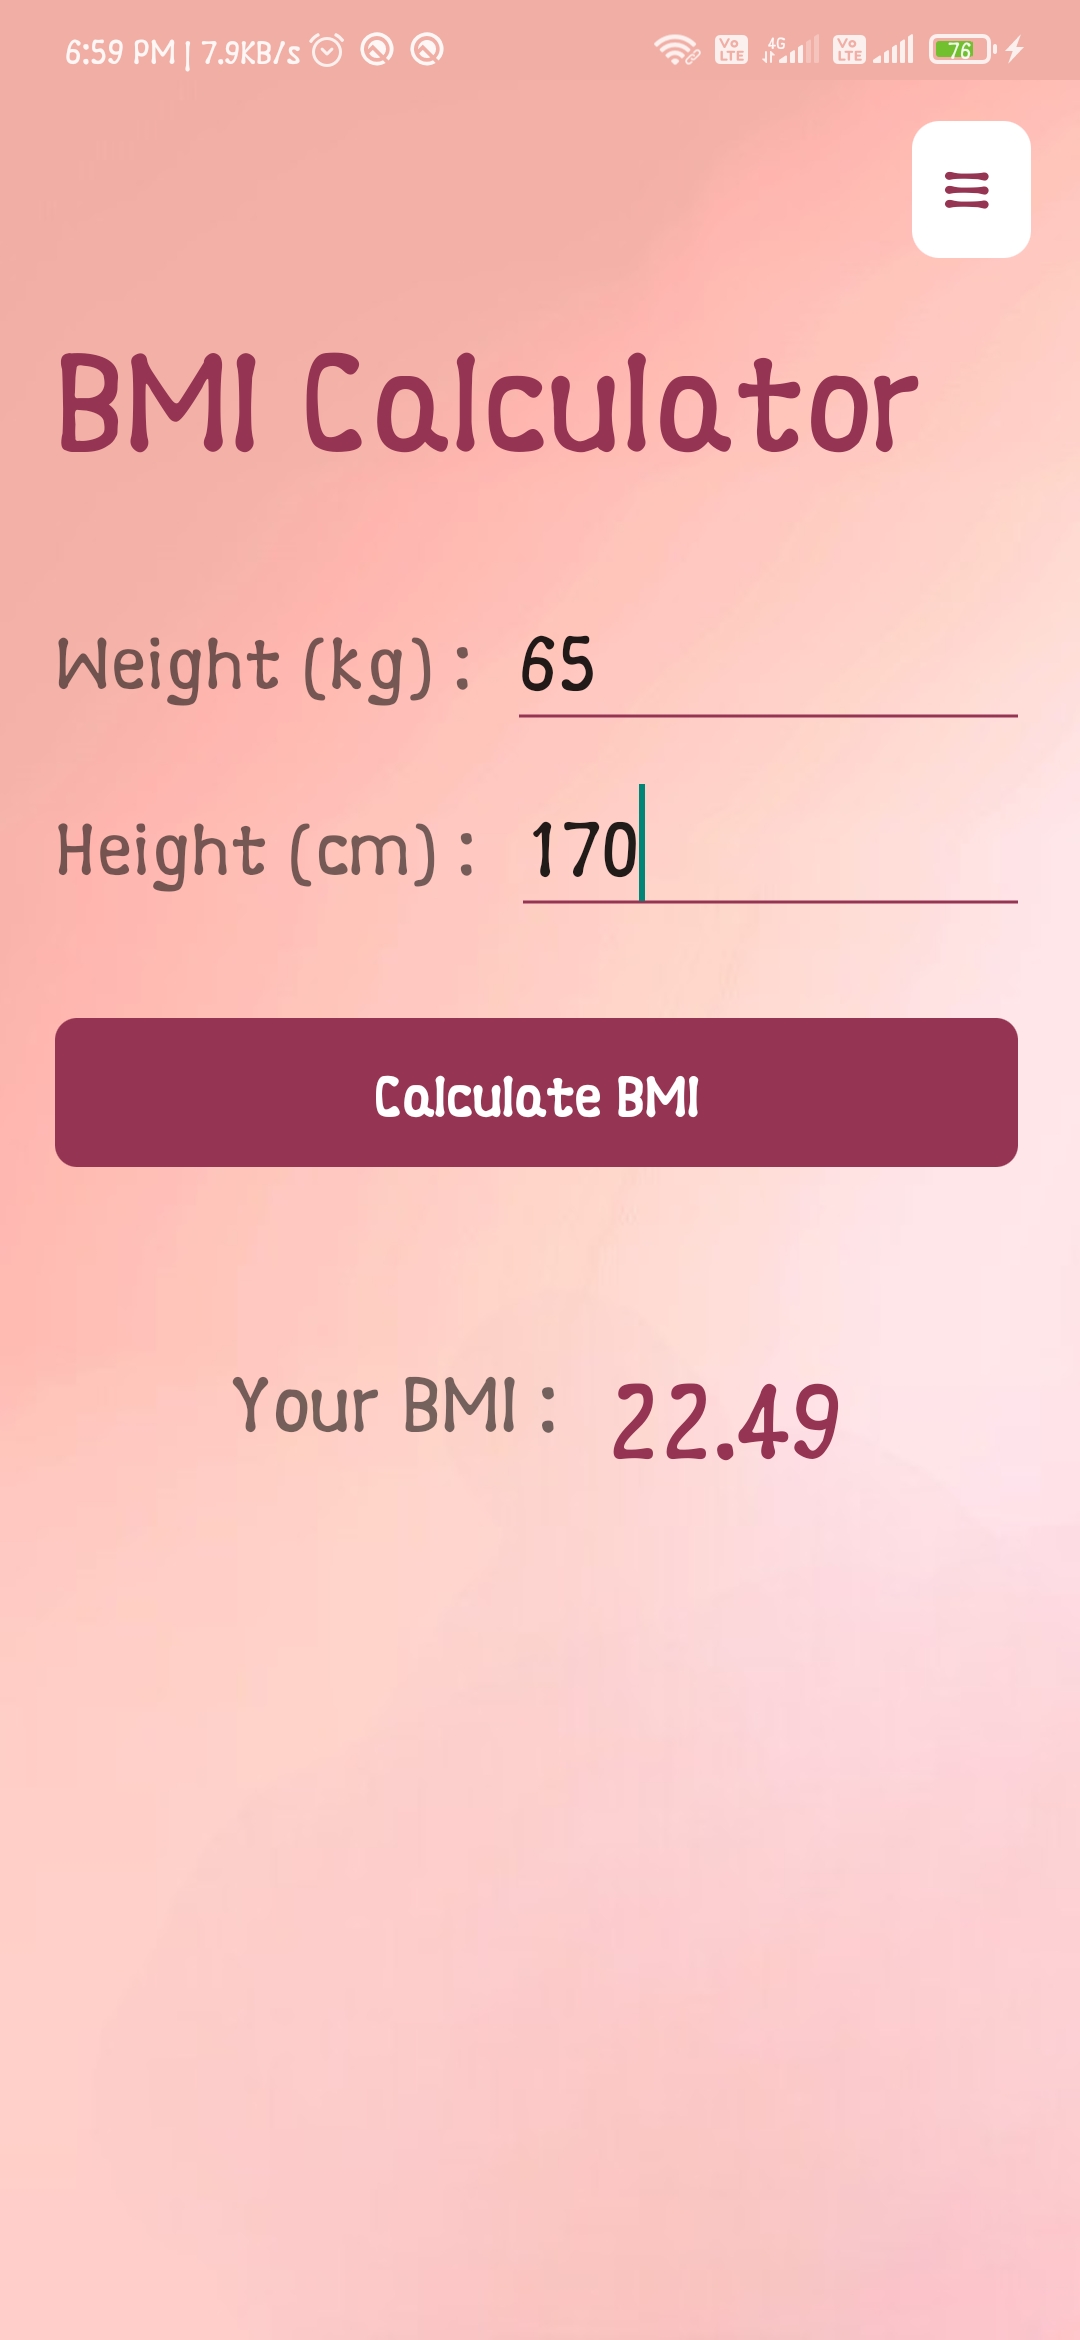 6:59 PM | 7.9KB/s Vo LTE 4G Vo LTE 76
BMI Calculator
Weight (kg) : 65
Height (cm) : 170
Calculate BMI
Your BMI : 22.49